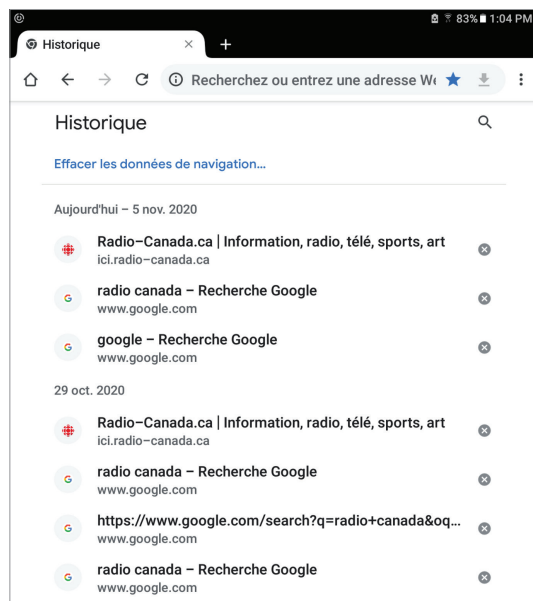 83% 1:04 PM
Historique
Recherchez ou entrez une adresse We
Historique
Effacer les données de navigation...
Aujourd'hui – 5 nov. 2020
Radio–Canada.ca | Information, radio, télé, sports, art
ici.radio–canada.ca
radio canada – Recherche Google
www.google.com
google – Recherche Google
www.google.com
29 oct. 2020
Radio–Canada.ca | Information, radio, télé, sports, art
ici.radio–canada.ca
radio canada – Recherche Google
www.google.com
https://www.google.com/search?q=radio+canada&oq...
www.google.com
radio canada – Recherche Google
www.google.com